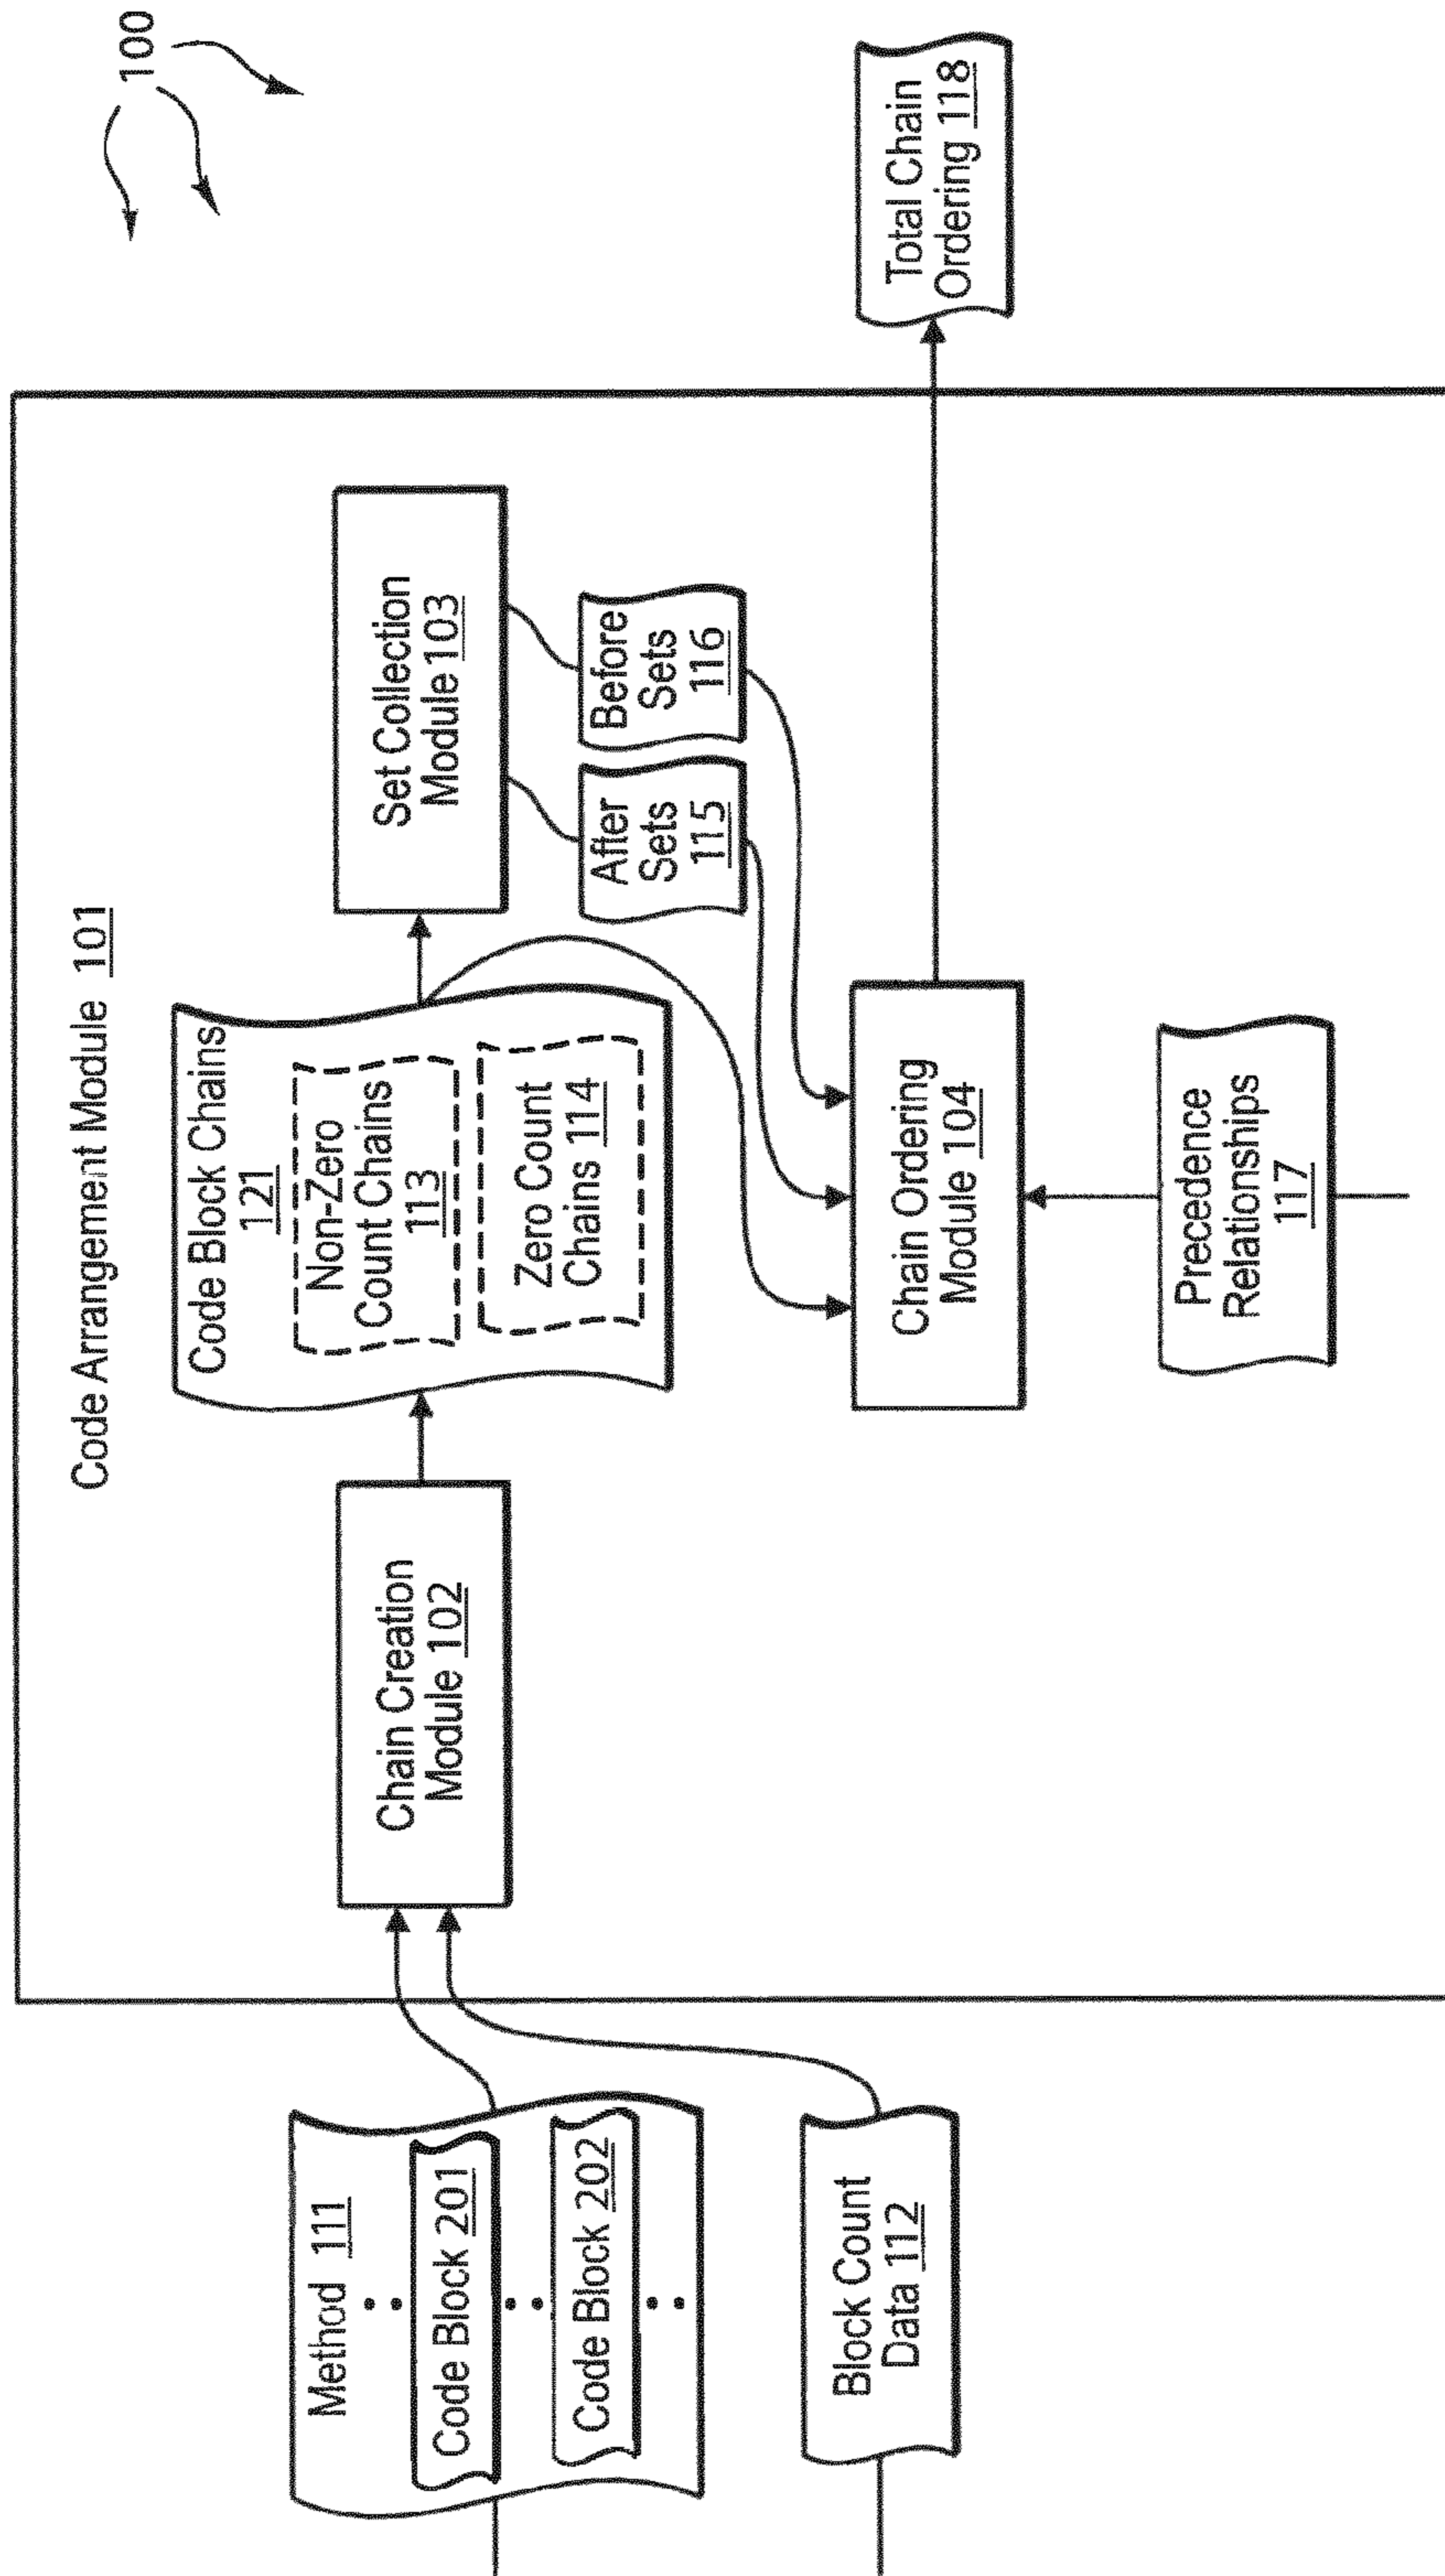 100
Code Arrangement Module 101
Method 111
Code Block 201
Code Block 202
Block Count
Data 112
Chain Creation
Module 102
Code Block Chains
121
Non-Zero
Count Chains
113
Zero Count
Chains 114
Set Collection
Module 103
After
Sets
115
Before
Sets
116
Chain Ordering
Module 104
Precedence
Relationships
117
Total Chain
Ordering 118